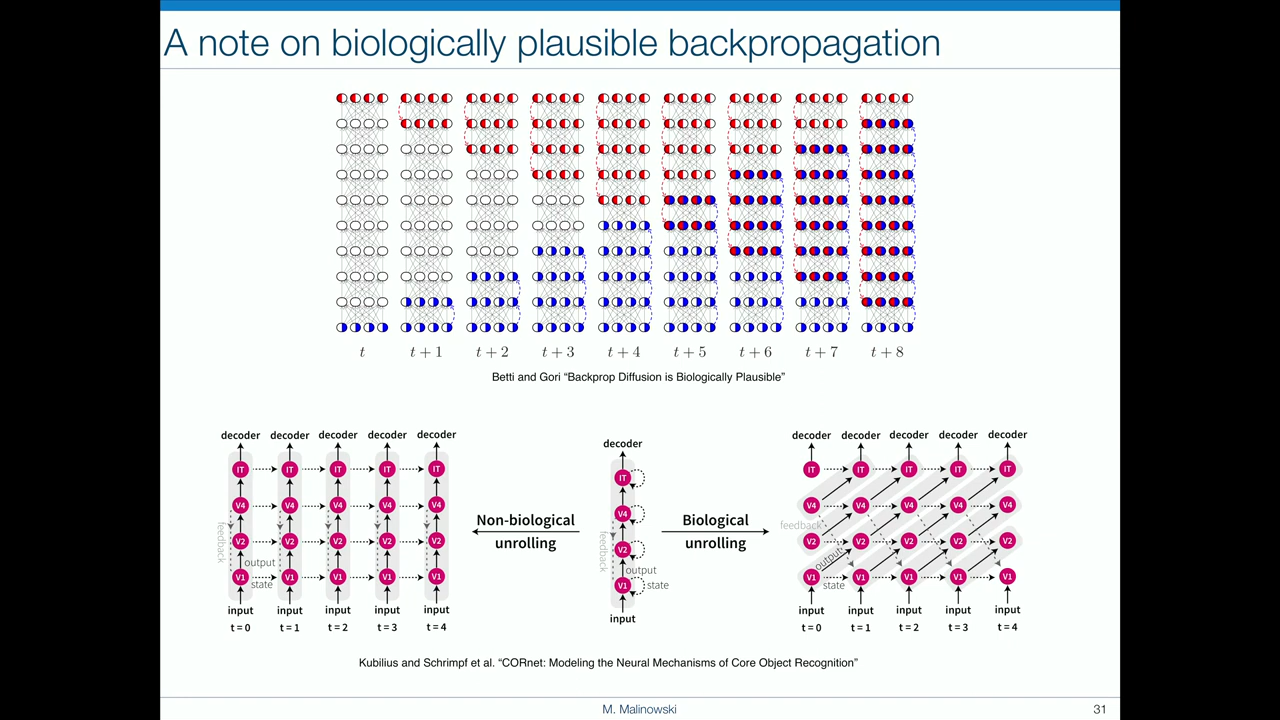 A note on biologically plausible backpropagation
t t + 1 t + 2 t + 3 t + 4 t + 5 t + 6 t + 7 t + 8
Betti and Gori “Backprop Diffusion is Biologically Plausible”
decoder decoder decoder decoder decoder
IT IT IT IT IT
V4 V4 V4 V4 V4
feedback
V2 V2 V2 V2 V2
output
V1 V1 V1 V1 V1
state
input input input input input
t = 0 t = 1 t = 2 t = 3 t = 4
Non-biological
unrolling
decoder
IT
V4
feedback
V2
output
V1
state
input
Biological
unrolling
decoder decoder decoder decoder decoder
IT IT IT IT IT
V4 V4 V4 V4 V4
feedback
V2 V2 V2 V2 V2
output
V1 V1 V1 V1 V1
state
input input input input input
t = 0 t = 1 t = 2 t = 3 t = 4
Kubilius and Schrimpf et al. “CORnet: Modeling the Neural Mechanisms of Core Object Recognition”
M. Malinowski
31